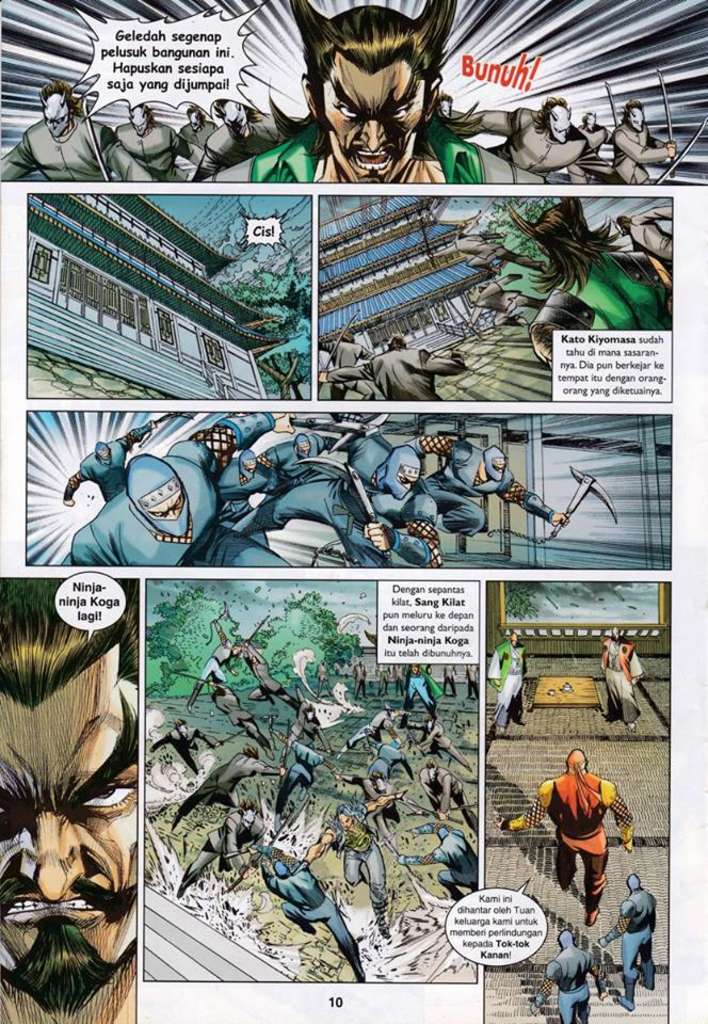 Geledah segenap
pelusuk bangunan ini.
Hapuskan sesiapa
saja yang dijumpai!
Bunuh!
Cis!
Kato Kiyomasa sudah
tahu di mana sasaran-
nya. Dia pun berkejar ke
tempat itu dengan orang-
orang yang diketuainya.
Ninja-
ninja Koga
lagi!
Dengan sepantas
kilat, Sang Kilat
pun meluru ke depan
dan seorang daripada
Ninja-ninja Koga
itu telah dibunuhnya.
Kami ini
dihantar oleh Tuan
keluarga kami untuk
memberi perlindungan
kepada Tok-tok
Kanan!
10